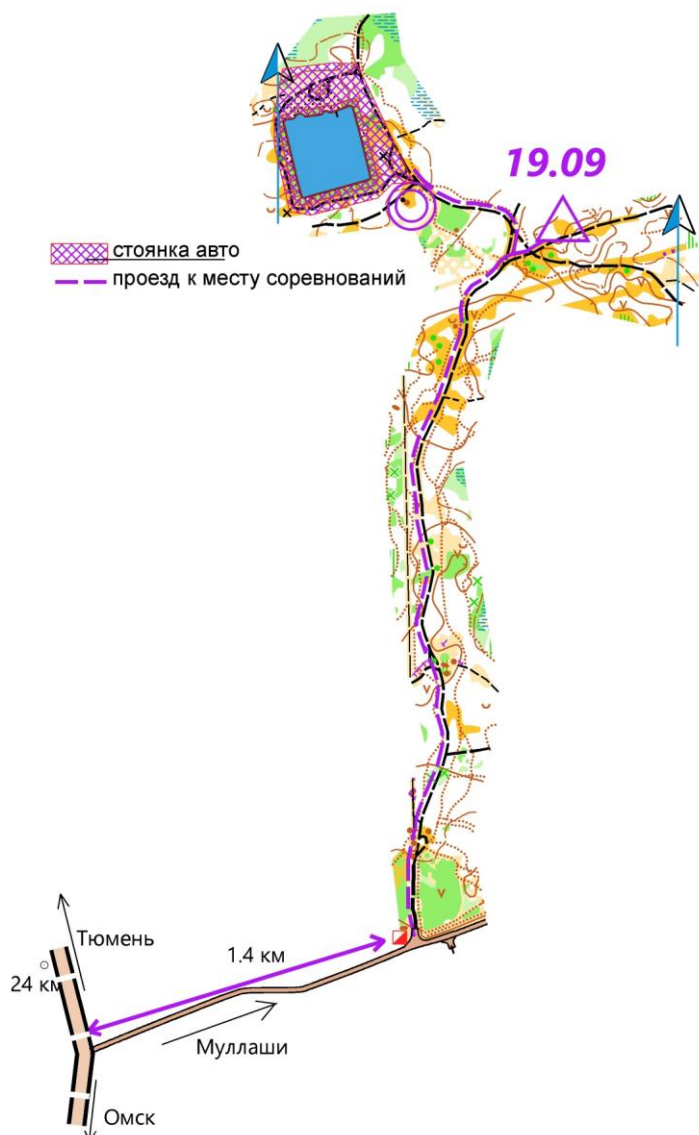 19.09
стоянка авто
проезд к месту соревнований
Тюмень
24 км
1.4 км
Муллаши
Омск